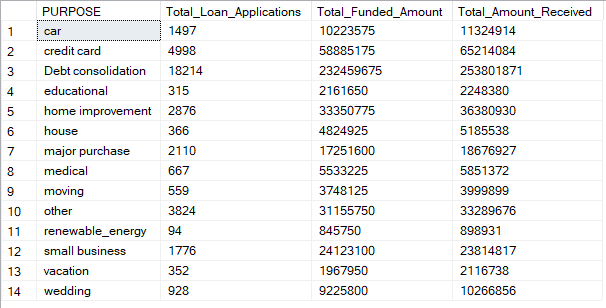 PURPOSE Total_Loan_Applications Total_Funded_Amount Total_Amount_Received
1 car 1497 10223575 11324914
2 credit card 4998 58885175 65214084
3 Debt consolidation 18214 232459675 253801871
4 educational 315 2161650 2248380
5 home improvement 2876 33350775 36380930
6 house 366 4824925 5185538
7 major purchase 2110 17251600 18676927
8 medical 667 5533225 5851372
9 moving 559 3748125 3999899
10 other 3824 31155750 33289676
11 renewable_energy 94 845750 898931
12 small business 1776 24123100 23814817
13 vacation 352 1967950 2116738
14 wedding 928 9225800 10266856